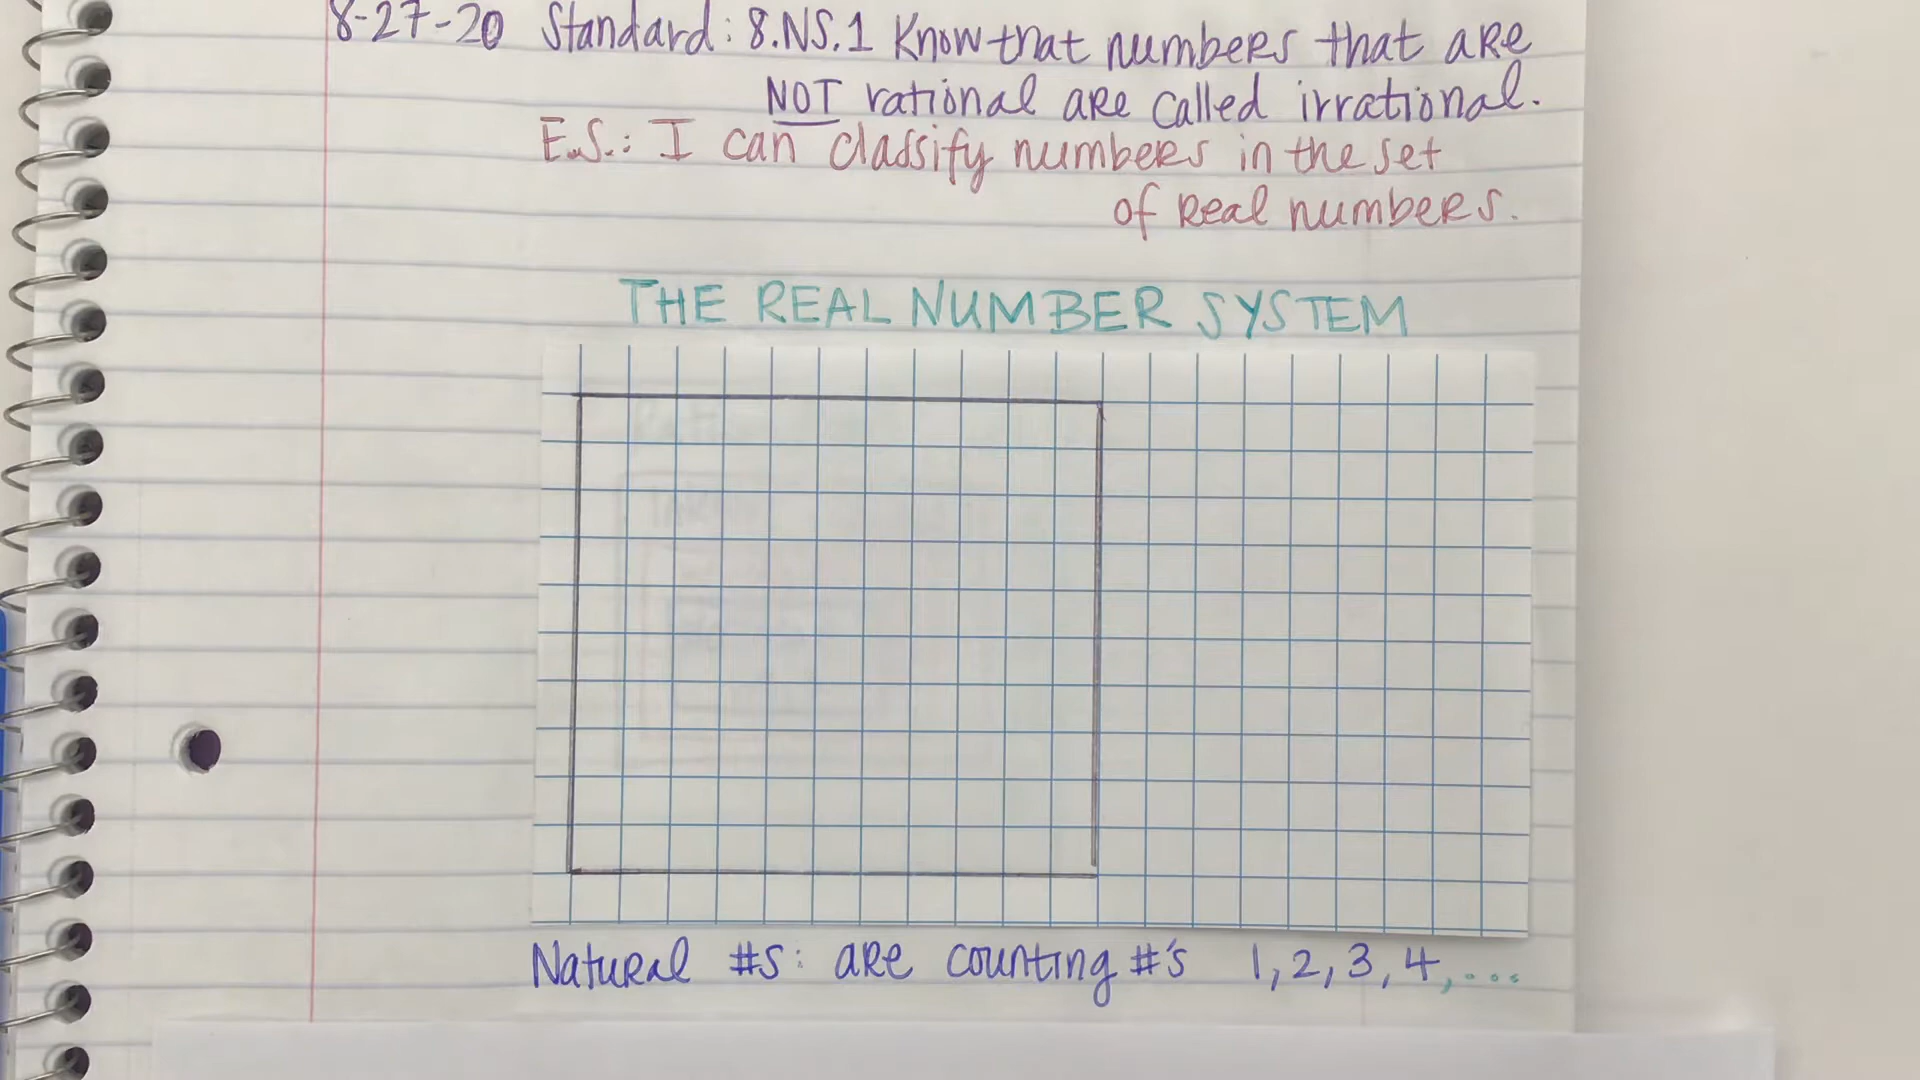 8-27-20 Standard: 8.NS.1 Know that numbers that are
NOT rational are called irrational.
E.S.: I can classify numbers in the set
of Real numbers.
THE REAL NUMBER SYSTEM
Natural #s: are counting #'s 1, 2, 3, 4, ...